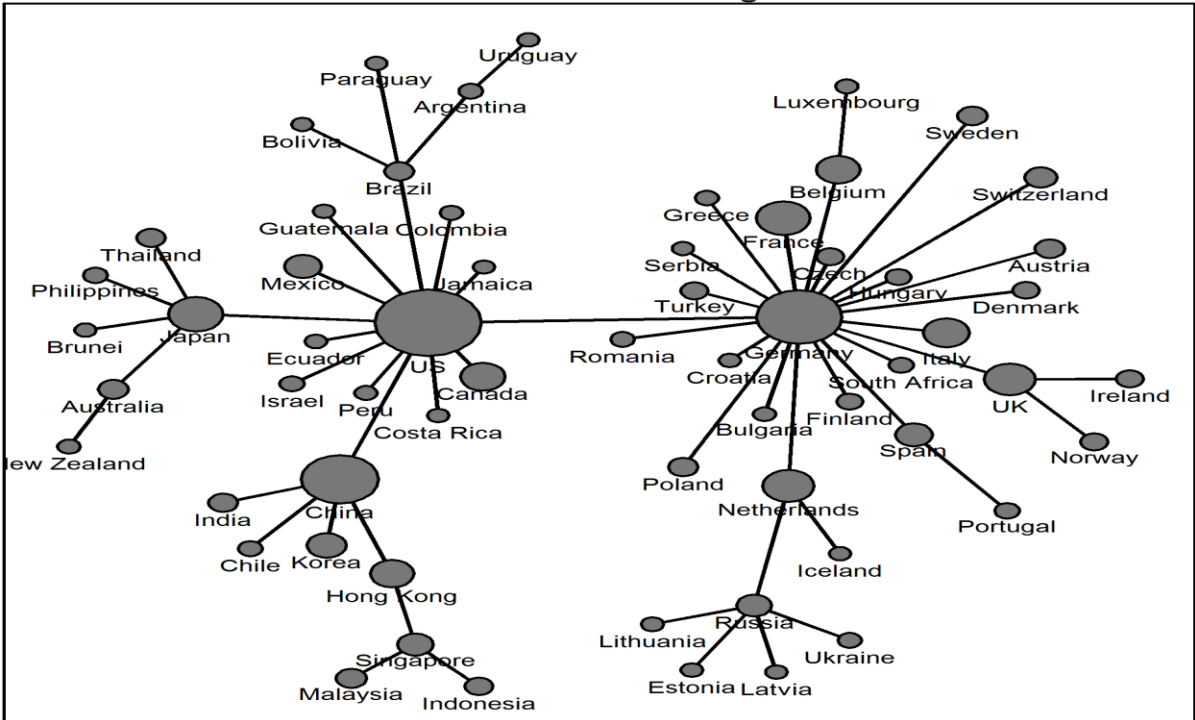 Uruguay
Paraguay
Argentina
Bolivia
Brazil
Guatemala
Colombia
Thailand
Mexico
Jamaica
Philippines
Brunei
Japan
Ecuador
US
Israel
Peru
Canada
Costa Rica
Australia
New Zealand
China
India
Chile
Korea
Hong Kong
Singapore
Malaysia
Indonesia
Luxembourg
Sweden
Belgium
Switzerland
Greece
France
Serbia
Czech
Austria
Hungary
Turkey
Denmark
Romania
Germany
Italy
Croatia
South Africa
UK
Ireland
Bulgaria
Finland
Spain
Norway
Poland
Netherlands
Portugal
Iceland
Russia
Lithuania
Ukraine
Estonia
Latvia